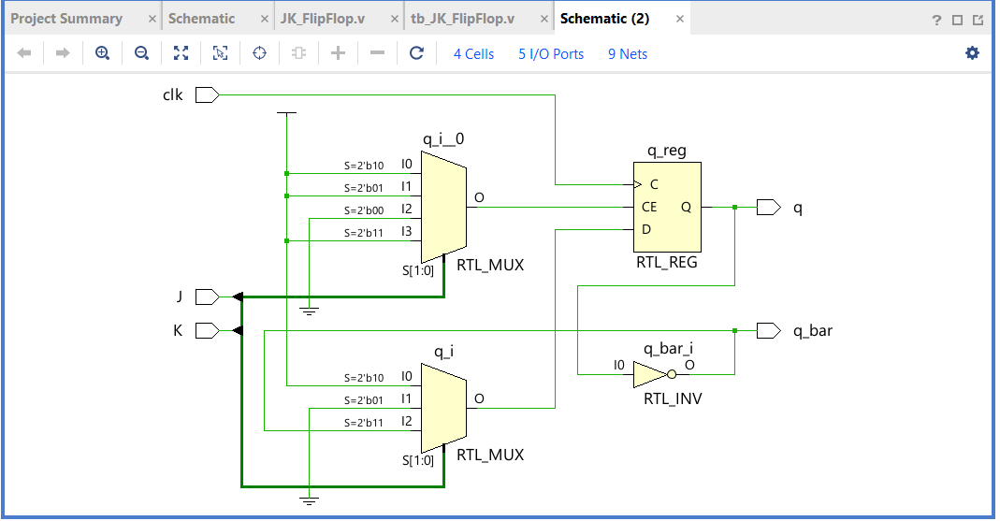 Project Summary × Schematic × JK_FlipFlop.v × tb_JK_FlipFlop.v × Schematic (2) × ?
4 Cells 5 I/O Ports 9 Nets
clk
q_i__0
q_reg
S=2'b10 I0
S=2'b01 I1
S=2'b00 I2
S=2'b11 I3
O
S[1:0]
RTL_MUX
C
CE Q
D
RTL_REG
q
J
K
q_bar
q_i
q_bar_i
I0 O
RTL_INV
S=2'b10 I0
S=2'b01 I1
S=2'b11 I2
O
S[1:0]
RTL_MUX